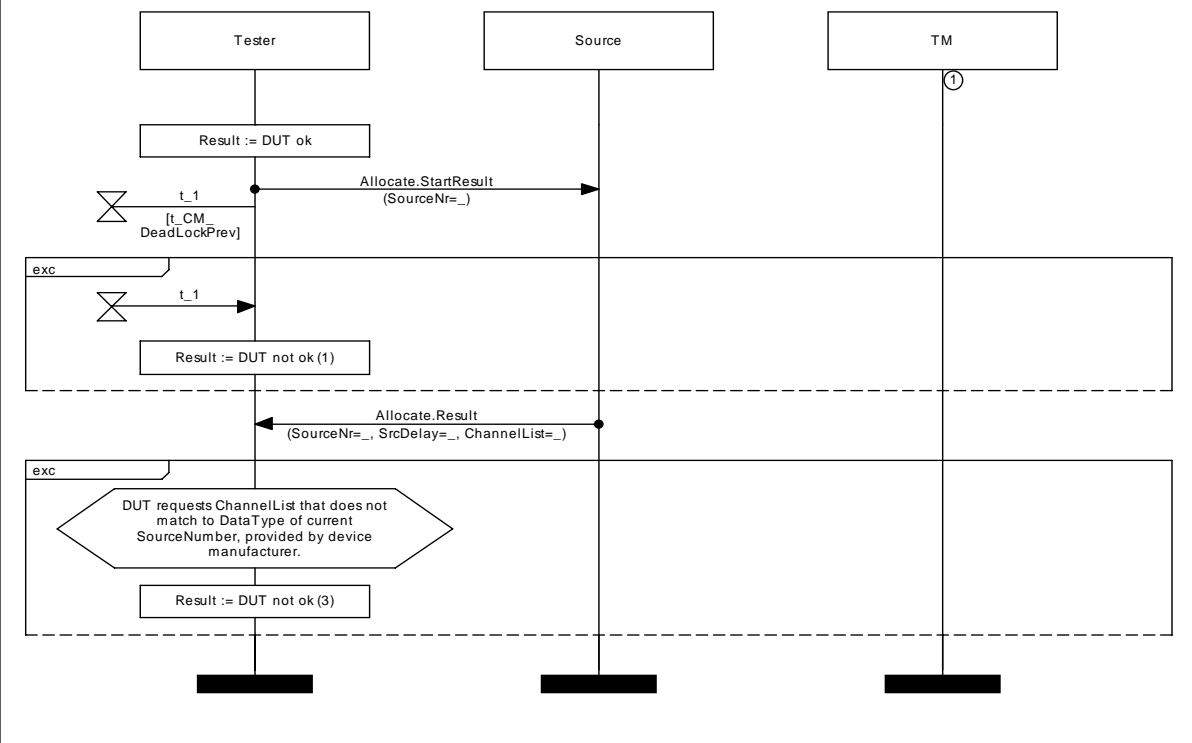 Tester
Source
TM
1
Result := DUT ok
Allocate.StartResult
(SourceNr=_)
t_1
[t_CM_
DeadLockPrev]
exc
t_1
Result := DUT not ok (1)
Allocate.Result
(SourceNr=_, SrcDelay=_, ChannelList=_)
exc
DUT requests ChannelList that does not
match to DataType of current
SourceNumber, provided by device
manufacturer.
Result := DUT not ok (3)